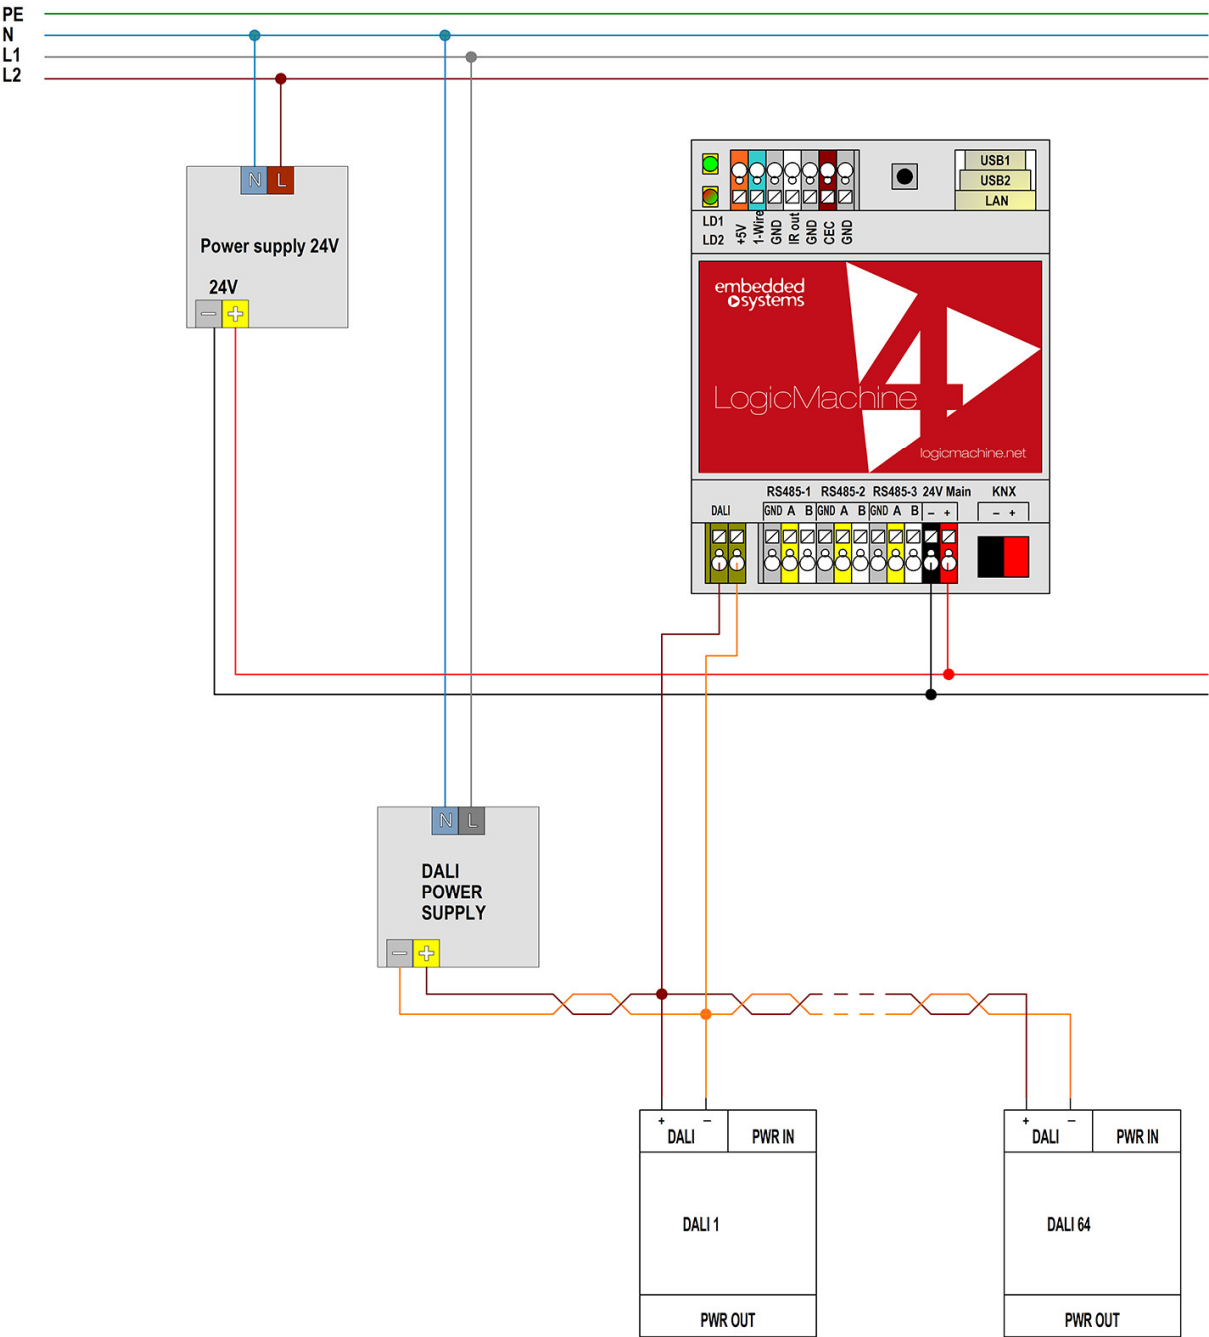 PE
N
L1
L2
N L
Power supply 24V
24V
− +
USB1
USB2
LAN
LD1
LD2
+5V
1-Wire
GND
IR out
GND
CEC
GND
embedded
systems
LogicMachine
4
logicmachine.net
RS485-1 RS485-2 RS485-3 24V Main KNX
DALI GND A B GND A B GND A B − + − +
N L
DALI
POWER
SUPPLY
− +
+ −
DALI PWR IN
DALI 1
PWR OUT
+ −
DALI PWR IN
DALI 64
PWR OUT